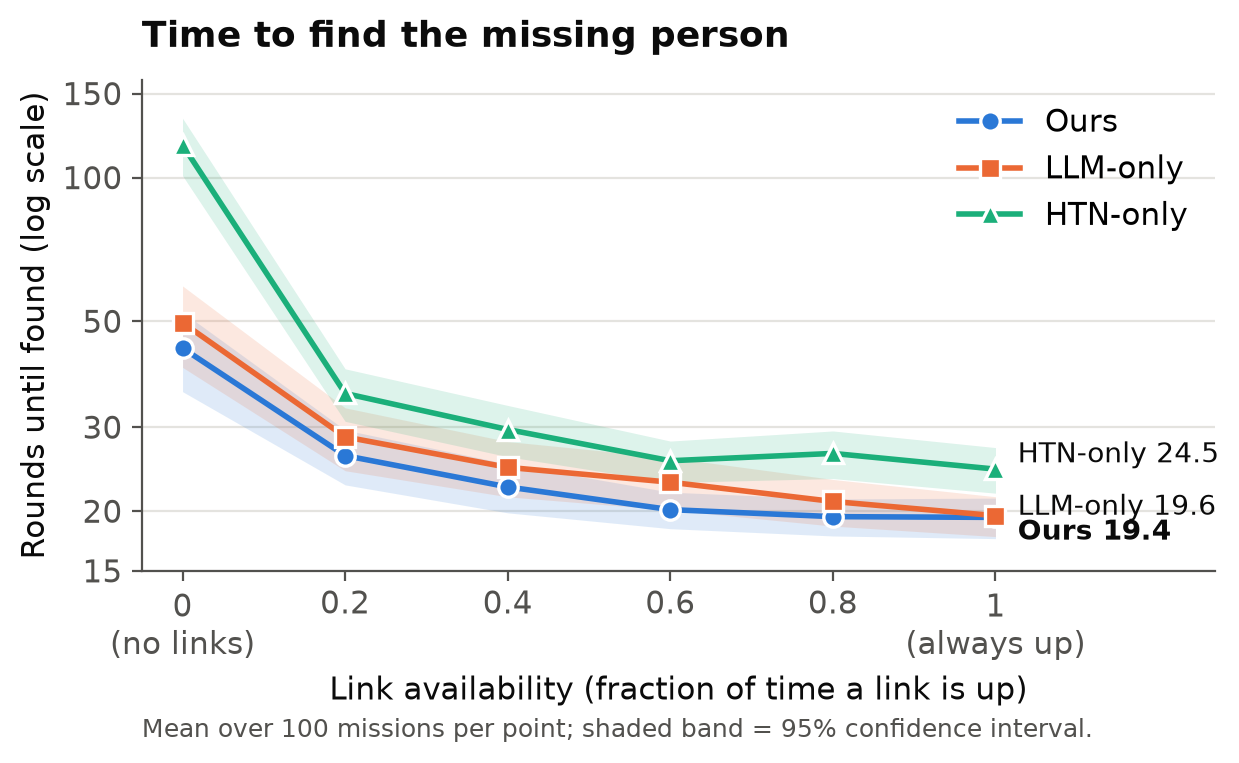 Time to find the missing person
Rounds until found (log scale)
150
100
50
30
20
15
Ours
LLM-only
HTN-only
HTN-only 24.5
LLM-only 19.6
Ours 19.4
0 0.2 0.4 0.6 0.8 1
(no links) (always up)
Link availability (fraction of time a link is up)
Mean over 100 missions per point; shaded band = 95% confidence interval.